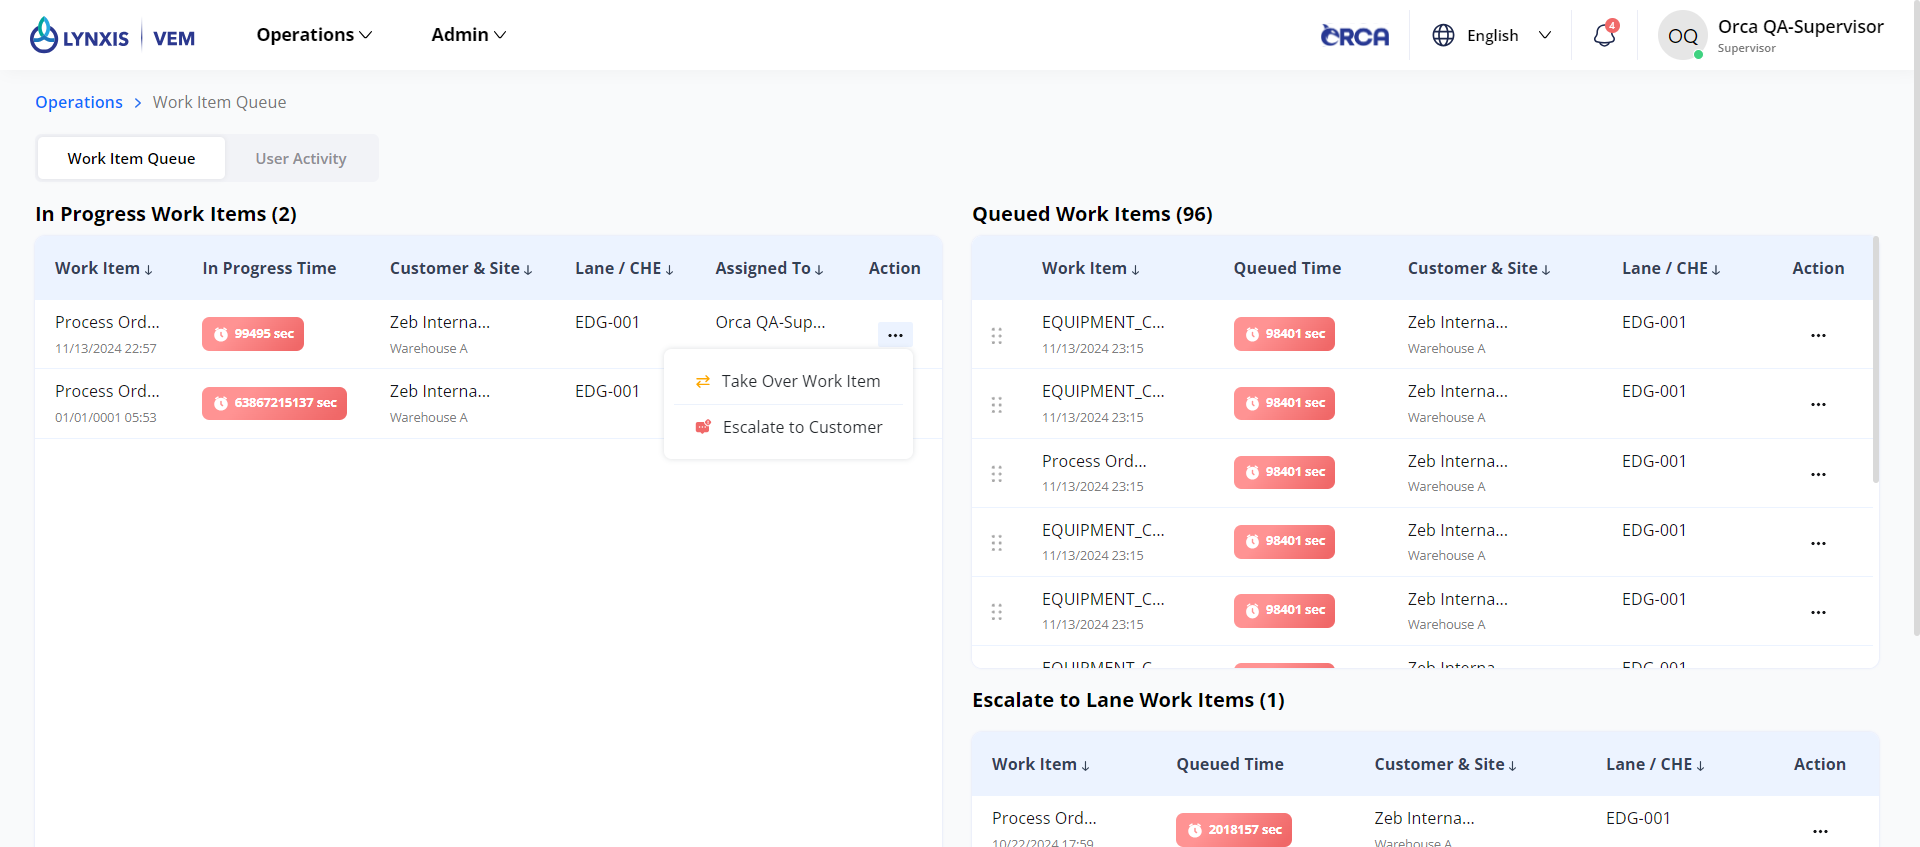 LYNXIS VEM
Operations
Admin
ORCA
English
4
OQ
Orca QA-Supervisor
Supervisor
Operations > Work Item Queue
Work Item Queue
User Activity
In Progress Work Items (2)
Work Item ↓ In Progress Time Customer & Site ↓ Lane / CHE ↓ Assigned To ↓ Action
Process Ord... 99495 sec Zeb Interna... EDG-001 Orca QA-Sup... ...
11/13/2024 22:57 Warehouse A
Process Ord... 63867215137 sec Zeb Interna... EDG-001
01/01/0001 05:53 Warehouse A
Take Over Work Item
Escalate to Customer
Queued Work Items (96)
Work Item ↓ Queued Time Customer & Site ↓ Lane / CHE ↓ Action
EQUIPMENT_C... 98401 sec Zeb Interna... EDG-001 ...
11/13/2024 23:15 Warehouse A
EQUIPMENT_C... 98401 sec Zeb Interna... EDG-001 ...
11/13/2024 23:15 Warehouse A
Process Ord... 98401 sec Zeb Interna... EDG-001 ...
11/13/2024 23:15 Warehouse A
EQUIPMENT_C... 98401 sec Zeb Interna... EDG-001 ...
11/13/2024 23:15 Warehouse A
EQUIPMENT_C... 98401 sec Zeb Interna... EDG-001 ...
11/13/2024 23:15 Warehouse A
EQUIPMENT_C Zeb Interna EDG-001
Escalate to Lane Work Items (1)
Work Item ↓ Queued Time Customer & Site ↓ Lane / CHE ↓ Action
Process Ord... 2018157 sec Zeb Interna... EDG-001 ...
10/22/2024 17:59 Warehouse A